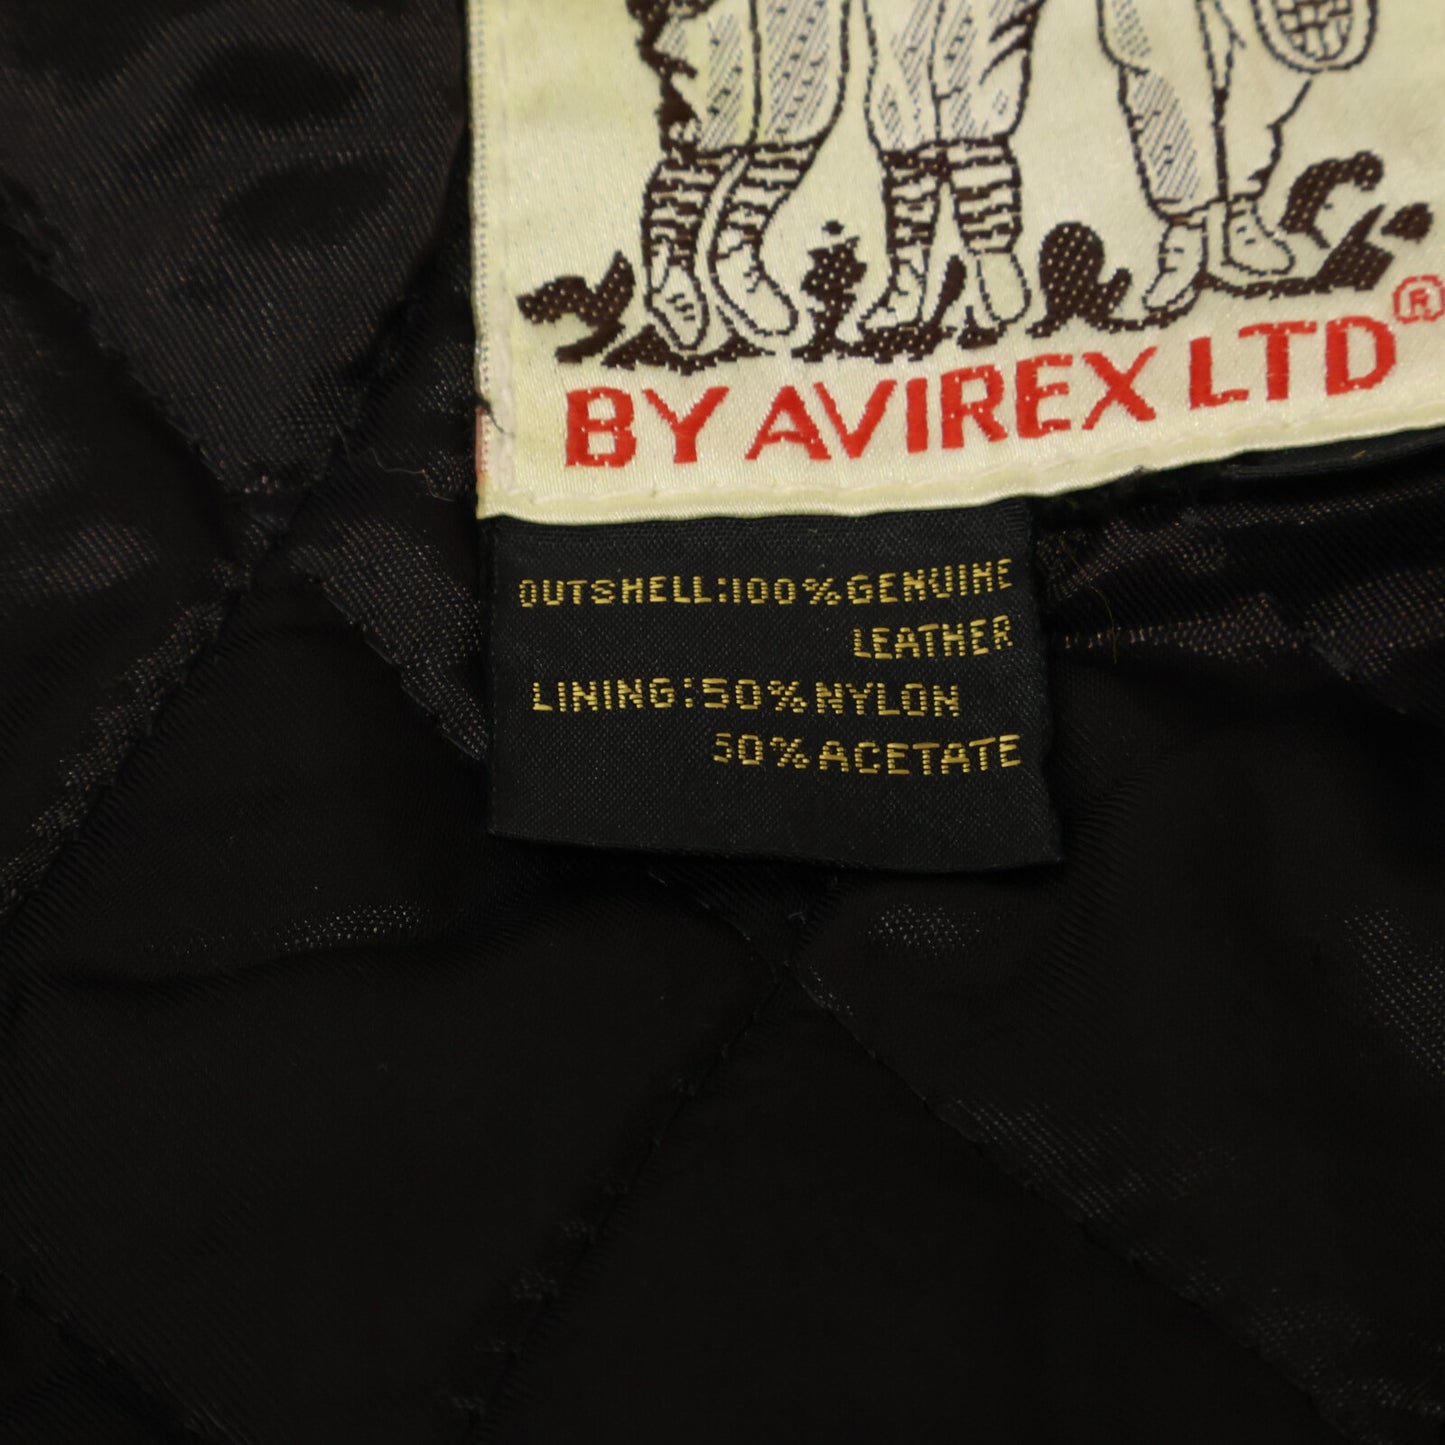 BY AVIREX LTD®
OUTSHELL:100%GENUINE
LEATHER
LINING:50%NYLON
50%ACETATE